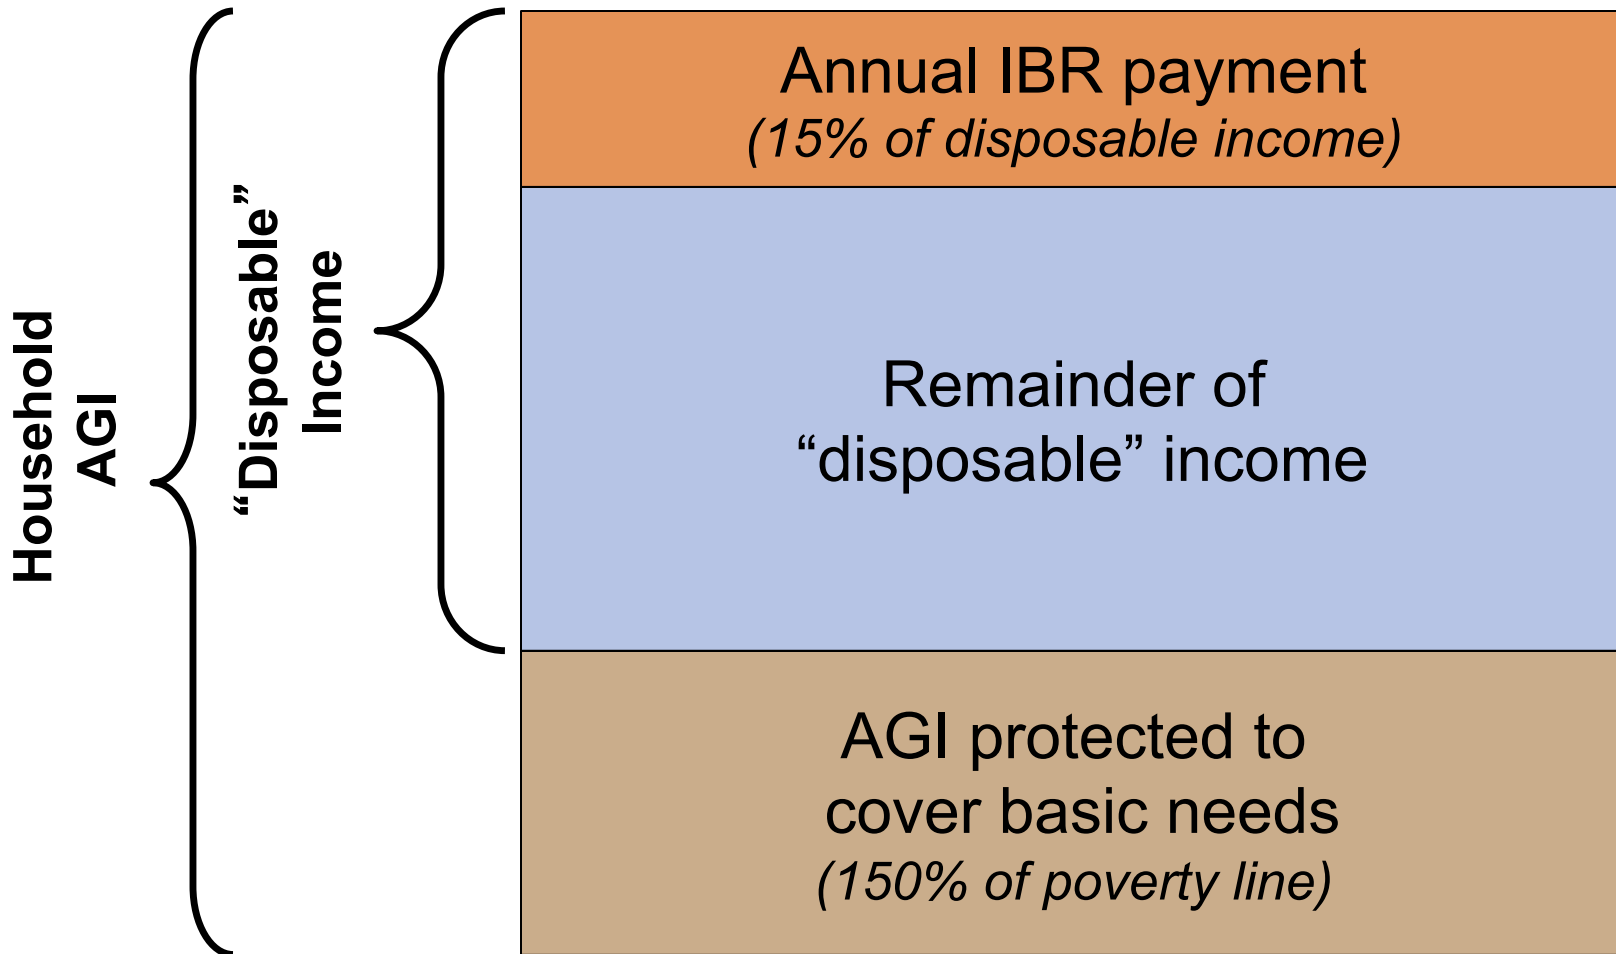 Household
AGI
“Disposable”
Income
Annual IBR payment
(15% of disposable income)
Remainder of
“disposable” income
AGI protected to
cover basic needs
(150% of poverty line)